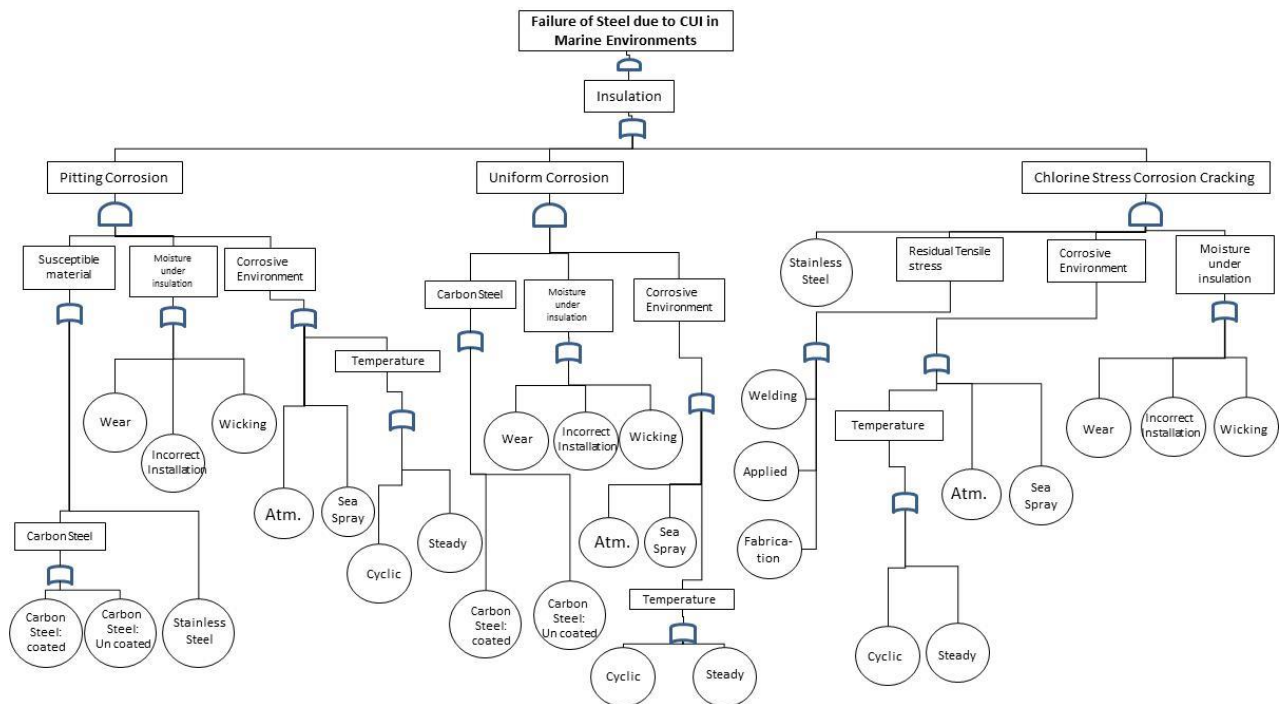 Failure of Steel due to CUI in
Marine Environments
Insulation
Pitting Corrosion
Uniform Corrosion
Chlorine Stress Corrosion Cracking
Susceptible
material
Moisture
under
insulation
Corrosive
Environment
Temperature
Wear
Incorrect
Installation
Wicking
Atm.
Sea
Spray
Cyclic
Steady
Carbon Steel
Carbon
Steel:
coated
Carbon
Steel:
Un coated
Stainless
Steel
Carbon Steel
Moisture
under
insulation
Corrosive
Environment
Wear
Incorrect
Installation
Wicking
Atm.
Sea
Spray
Carbon
Steel:
coated
Carbon
Steel:
Un coated
Temperature
Cyclic
Steady
Stainless
Steel
Residual Tensile
stress
Corrosive
Environment
Moisture
under
insulation
Welding
Applied
Fabrica-
tion
Temperature
Atm.
Sea
Spray
Wear
Incorrect
Installation
Wicking
Cyclic
Steady